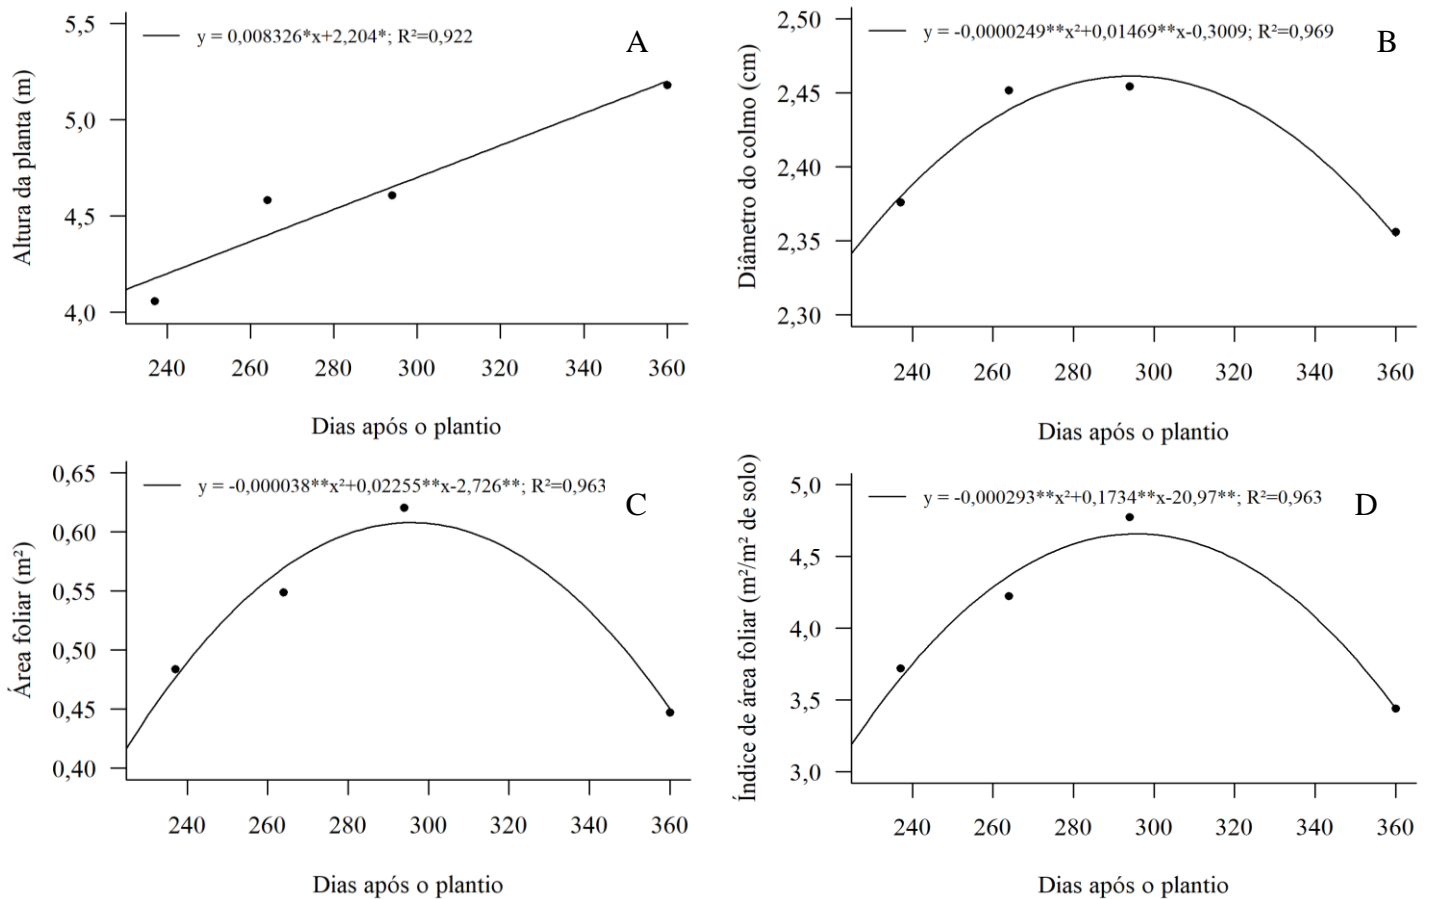 y = 0,008326*x+2,204*; R²=0,922
A
Altura da planta (m)
5,5
5,0
4,5
4,0
240 260 280 300 320 340 360
Dias após o plantio
y = -0,0000249**x²+0,01469**x-0,3009; R²=0,969
B
Diâmetro do colmo (cm)
2,50
2,45
2,40
2,35
2,30
240 260 280 300 320 340 360
Dias após o plantio
y = -0,000038**x²+0,02255**x-2,726**; R²=0,963
C
Área foliar (m²)
0,65
0,60
0,55
0,50
0,45
0,40
240 260 280 300 320 340 360
Dias após o plantio
y = -0,000293**x²+0,1734**x-20,97**; R²=0,963
D
Índice de área foliar (m²/m² de solo)
5,0
4,5
4,0
3,5
3,0
240 260 280 300 320 340 360
Dias após o plantio